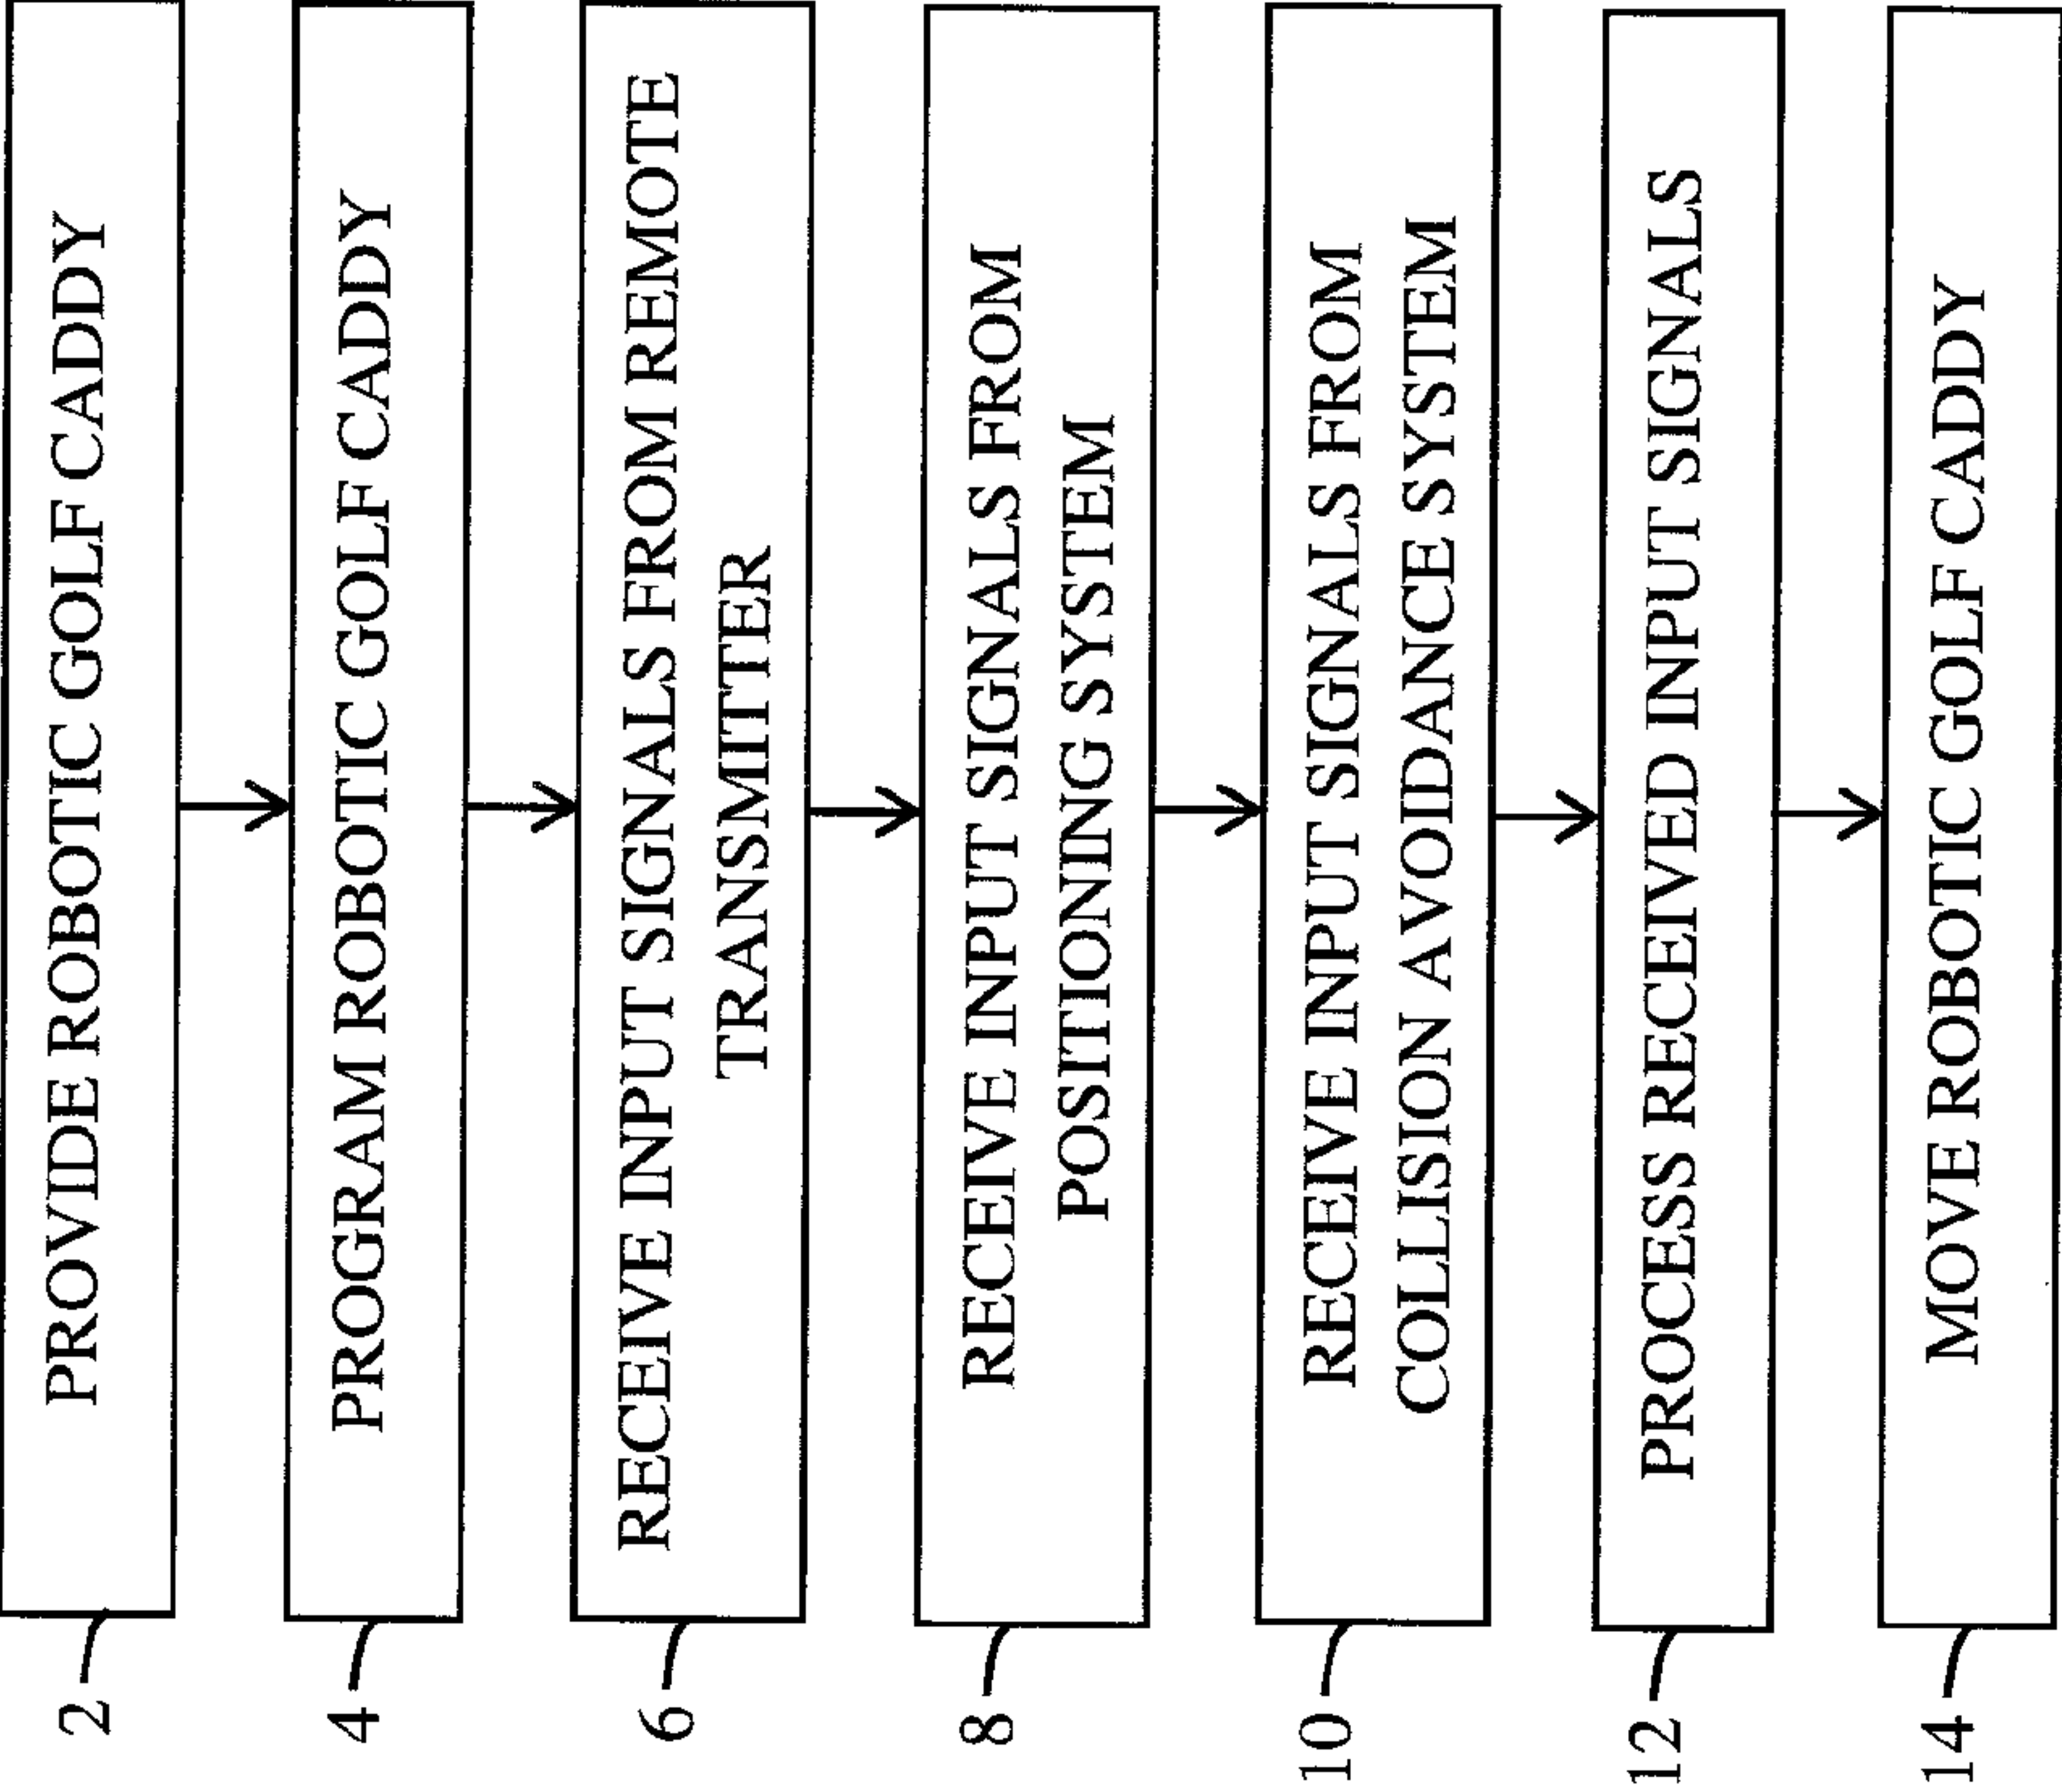 2
PROVIDE ROBOTIC GOLF CADDY
4
PROGRAM ROBOTIC GOLF CADDY
6
RECEIVE INPUT SIGNALS FROM REMOTE
TRANSMITTER
8
RECEIVE INPUT SIGNALS FROM
POSITIONING SYSTEM
10
RECEIVE INPUT SIGNALS FROM
COLLISION AVOIDANCE SYSTEM
12
PROCESS RECEIVED INPUT SIGNALS
14
MOVE ROBOTIC GOLF CADDY